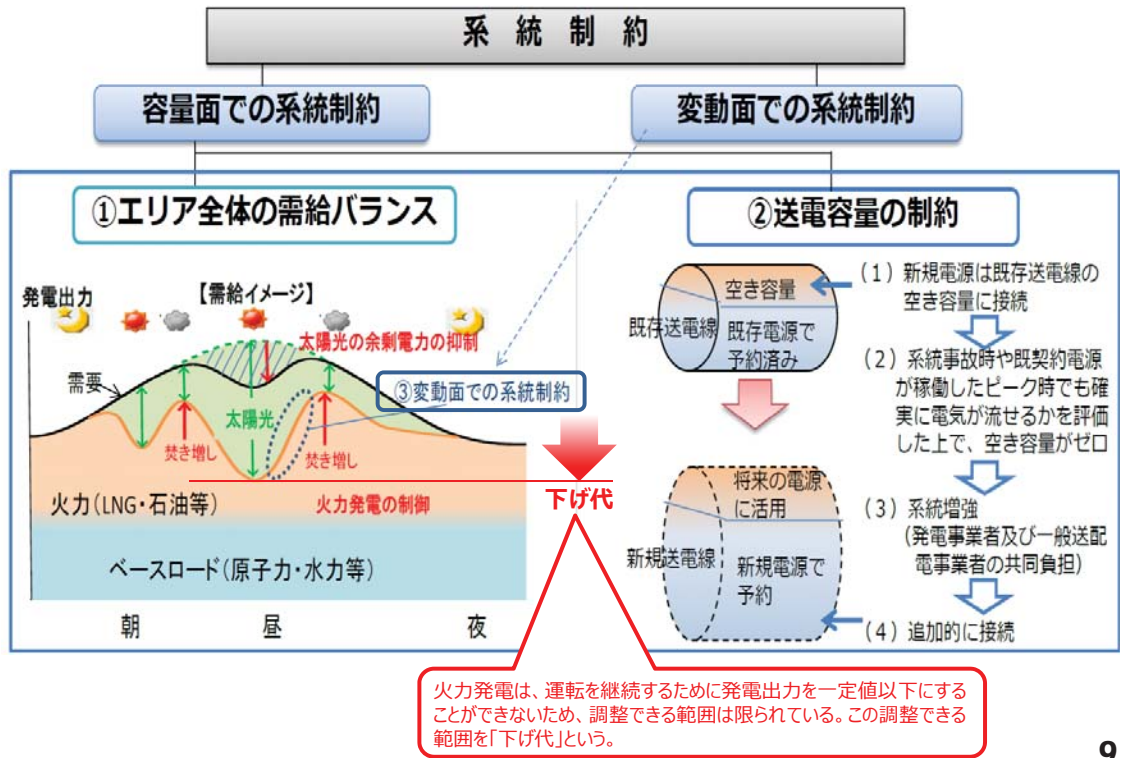 系 統 制 約
容量面での系統制約
変動面での系統制約
①エリア全体の需給バランス
発電出力
【需給イメージ】
太陽光の余剰電力の抑制
需要
③変動面での系統制約
太陽光
焚き増し
焚き増し
下げ代
火力(LNG・石油等)
火力発電の制御
ベースロード(原子力・水力等)
朝
昼
夜
②送電容量の制約
空き容量
既存送電線
既存電源で
予約済み
将来の電源
に活用
新規送電線
新規電源で
予約
(1) 新規電源は既存送電線の
空き容量に接続
(2) 系統事故時や既契約電源
が稼働したピーク時でも確
実に電気が流せるかを評価
した上で、空き容量がゼロ
(3) 系統増強
(発電事業者及び一般送配
電事業者の共同負担)
(4) 追加的に接続
火力発電は、運転を継続するために発電出力を一定値以下にする
ことができないため、調整できる範囲は限られている。この調整できる
範囲を「下げ代」という。
9